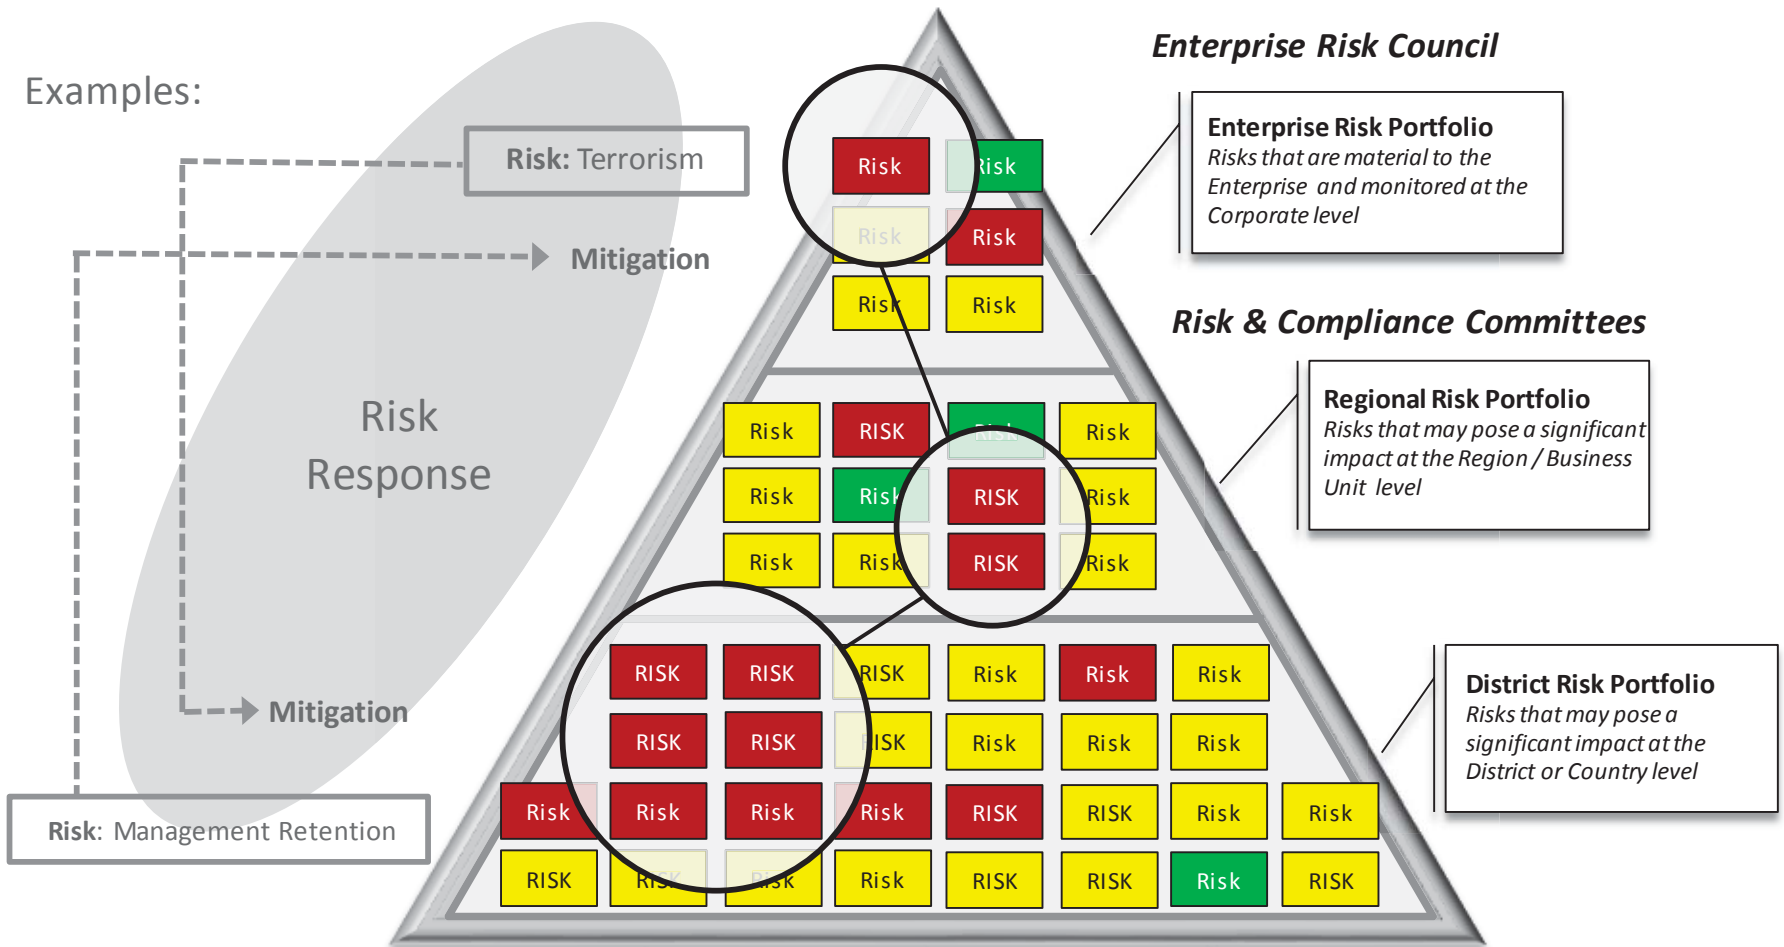 Examples:
Enterprise Risk Council
Enterprise Risk Portfolio
Risks that are material to the
Enterprise and monitored at the
Corporate level
Risk: Terrorism
Mitigation
Risk
Response
Mitigation
Risk: Management Retention
Risk Risk
Risk Risk
Risk Risk
Risk & Compliance Committees
Regional Risk Portfolio
Risks that may pose a significant
impact at the Region / Business
Unit level
Risk RISK Risk Risk
Risk Risk RISK Risk
Risk Risk RISK Risk
District Risk Portfolio
Risks that may pose a
significant impact at the
District or Country level
RISK RISK RISK Risk Risk Risk
RISK RISK RISK Risk Risk Risk
Risk Risk Risk Risk RISK RISK Risk Risk
RISK RISK Risk Risk RISK RISK Risk RISK